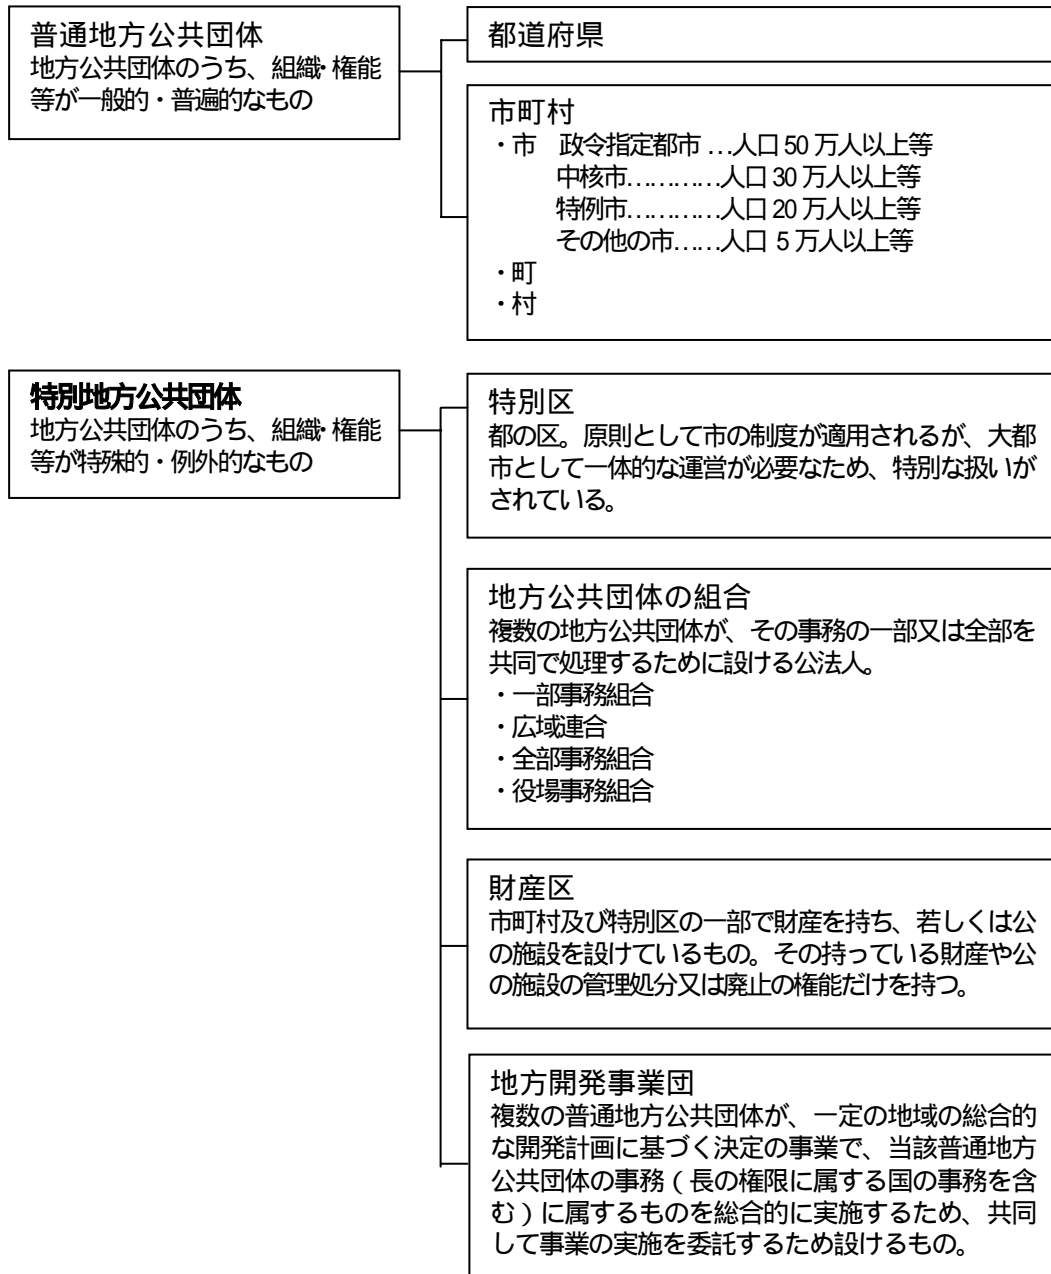 普通地方公共団体
地方公共団体のうち、組織・権能
等が一般的・普遍的なもの
都道府県
市町村
・市　政令指定都市…人口 50 万人以上等
中核市…………人口 30 万人以上等
特例市…………人口 20 万人以上等
その他の市……人口 5 万人以上等
・町
・村
特別地方公共団体
地方公共団体のうち、組織・権能
等が特殊的・例外的なもの
特別区
都の区。原則として市の制度が適用されるが、大都
市として一体的な運営が必要なため、特別な扱いが
されている。
地方公共団体の組合
複数の地方公共団体が、その事務の一部又は全部を
共同で処理するために設ける公法人。
・一部事務組合
・広域連合
・全部事務組合
・役場事務組合
財産区
市町村及び特別区の一部で財産を持ち、若しくは公
の施設を設けているもの。その持っている財産や公
の施設の管理処分又は廃止の権能だけを持つ。
地方開発事業団
複数の普通地方公共団体が、一定の地域の総合的
な開発計画に基づく決定の事業で、当該普通地方
公共団体の事務（長の権限に属する国の事務を含
む）に属するものを総合的に実施するため、共同
して事業の実施を委託するため設けるもの。